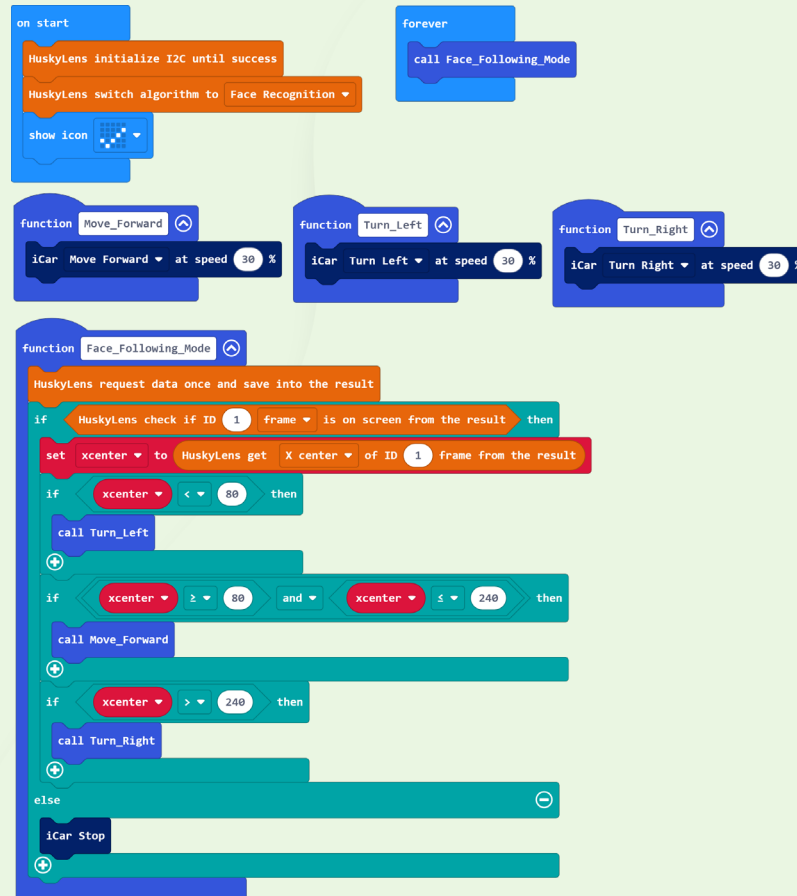 on start
HuskyLens initialize I2C until success
HuskyLens switch algorithm to Face Recognition
show icon
forever
call Face_Following_Mode
function Move_Forward
iCar Move Forward at speed 30 %
function Turn_Left
iCar Turn Left at speed 30 %
function Turn_Right
iCar Turn Right at speed 30 %
function Face_Following_Mode
HuskyLens request data once and save into the result
if HuskyLens check if ID 1 frame is on screen from the result then
set xcenter to HuskyLens get X center of ID 1 frame from the result
if xcenter < 80 then
call Turn_Left
if xcenter ≥ 80 and xcenter ≤ 240 then
call Move_Forward
if xcenter > 240 then
call Turn_Right
else
iCar Stop